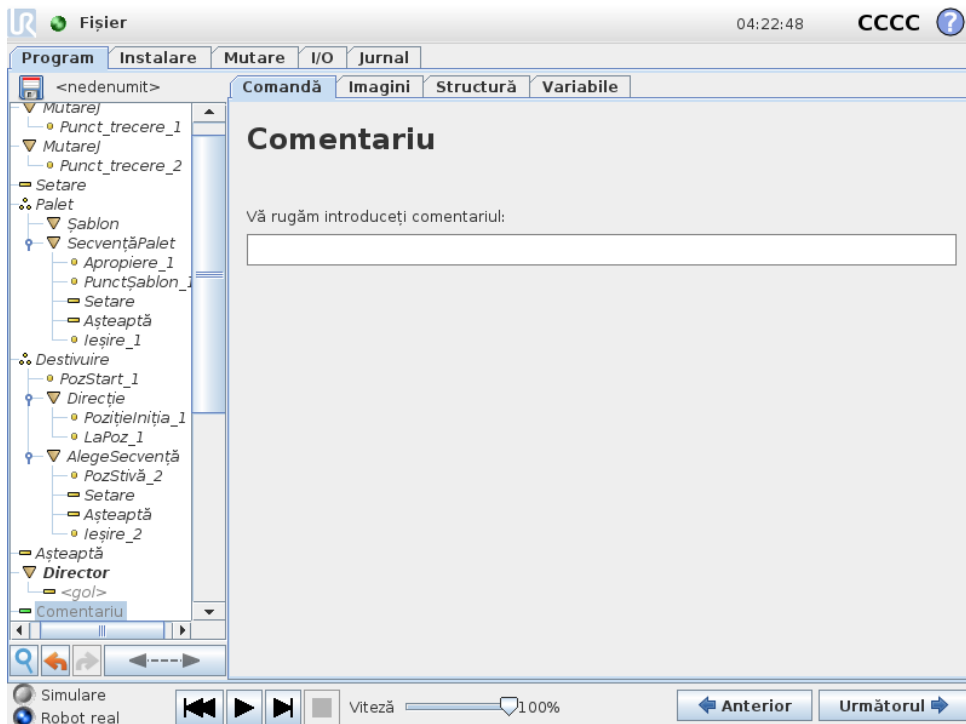 Fișier
04:22:48
CCCC
?
Program Instalare Mutare I/O Jurnal
<nedenumit>
Comandă Imagini Structură Variabile
MutareJ
Punct_trecere_1
MutareJ
Punct_trecere_2
Setare
Palet
Șablon
SecvențăPalet
Apropiere_1
PunctȘablon_1
Setare
Așteaptă
Ieșire_1
Destivuire
PozStart_1
Direcție
PozițieIniția_1
LaPoz_1
AlegeSecvență
PozStivă_2
Setare
Așteaptă
Ieșire_2
Așteaptă
Director
<gol>
Comentariu
Comentariu
Vă rugăm introduceți comentariul:
Simulare
Robot real
Viteză
100%
Anterior
Următorul